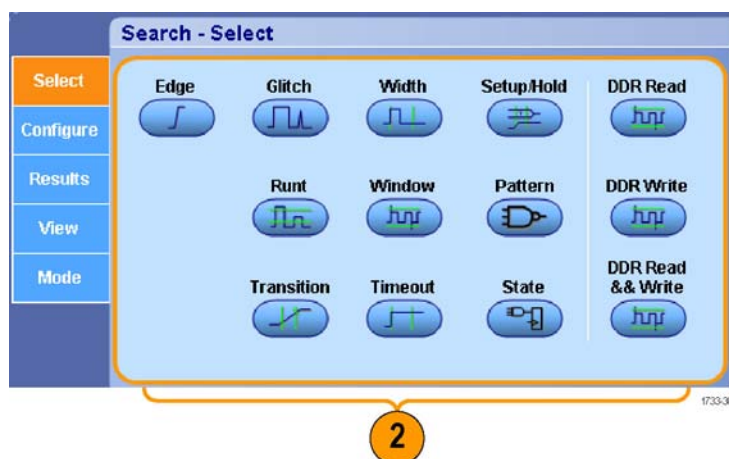 Search - Select
Select
Configure
Results
View
Mode
Edge Glitch Width Setup/Hold DDR Read
Runt Window Pattern DDR Write
Transition Timeout State DDR Read
&& Write
2